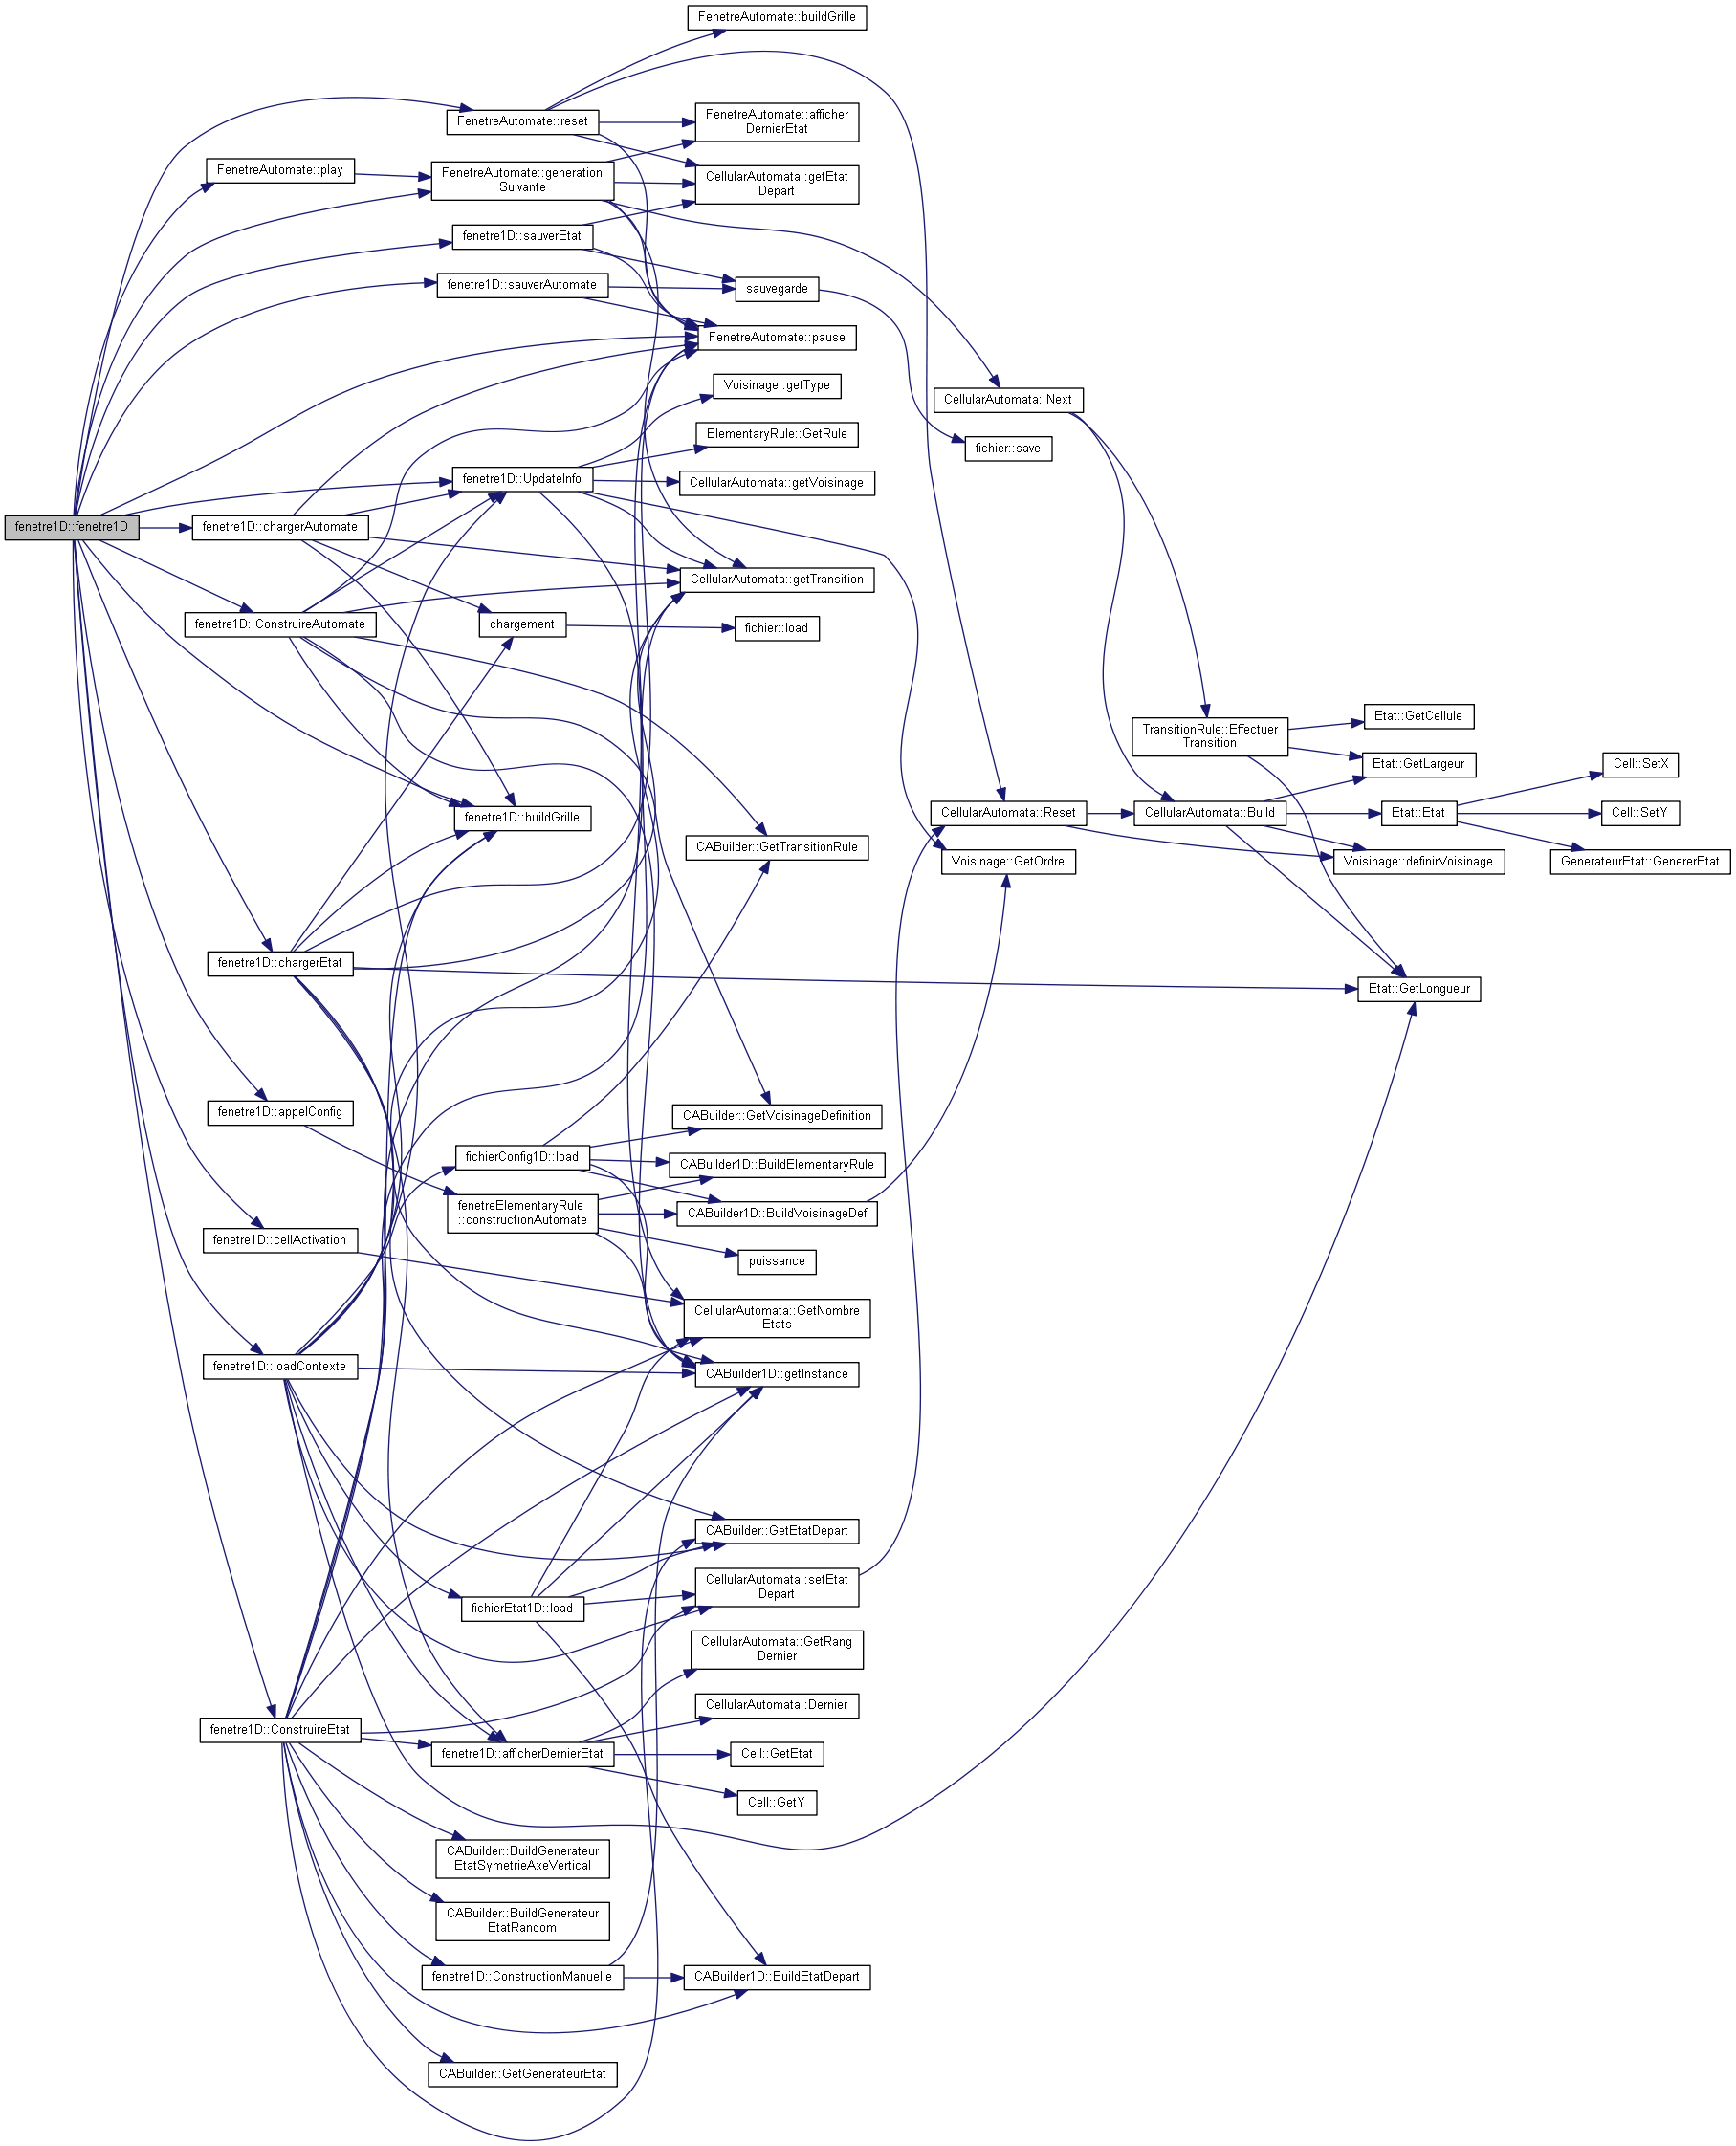 FenetreAutomate::buildGrille
FenetreAutomate::reset
FenetreAutomate::afficher
DernierEtat
FenetreAutomate::play
FenetreAutomate::generation
Suivante
CellularAutomata::getEtat
Depart
fenetre1D::sauverEtat
fenetre1D::sauverAutomate
sauvegarde
FenetreAutomate::pause
Voisinage::getType
CellularAutomata::Next
ElementaryRule::GetRule
fichier::save
fenetre1D::UpdateInfo
CellularAutomata::getVoisinage
fenetre1D::fenetre1D
fenetre1D::chargerAutomate
CellularAutomata::getTransition
fenetre1D::ConstruireAutomate
chargement
fichier::load
TransitionRule::Effectuer
Transition
Etat::GetCellule
Etat::GetLargeur
Cell::SetX
fenetre1D::buildGrille
CellularAutomata::Reset
CellularAutomata::Build
Etat::Etat
Cell::SetY
CABuilder::GetTransitionRule
Voisinage::GetOrdre
Voisinage::definirVoisinage
GenerateurEtat::GenererEtat
fenetre1D::chargerEtat
Etat::GetLongueur
fenetre1D::appelConfig
CABuilder::GetVoisinageDefinition
fichierConfig1D::load
CABuilder1D::BuildElementaryRule
fenetreElementaryRule
::constructionAutomate
CABuilder1D::BuildVoisinageDef
fenetre1D::cellActivation
puissance
CellularAutomata::GetNombre
Etats
fenetre1D::loadContexte
CABuilder1D::getInstance
CABuilder::GetEtatDepart
CellularAutomata::setEtat
Depart
fichierEtat1D::load
CellularAutomata::GetRang
Dernier
CellularAutomata::Dernier
fenetre1D::ConstruireEtat
fenetre1D::afficherDernierEtat
Cell::GetEtat
Cell::GetY
CABuilder::BuildGenerateur
EtatSymetrieAxeVertical
CABuilder::BuildGenerateur
EtatRandom
fenetre1D::ConstructionManuelle
CABuilder1D::BuildEtatDepart
CABuilder::GetGenerateurEtat